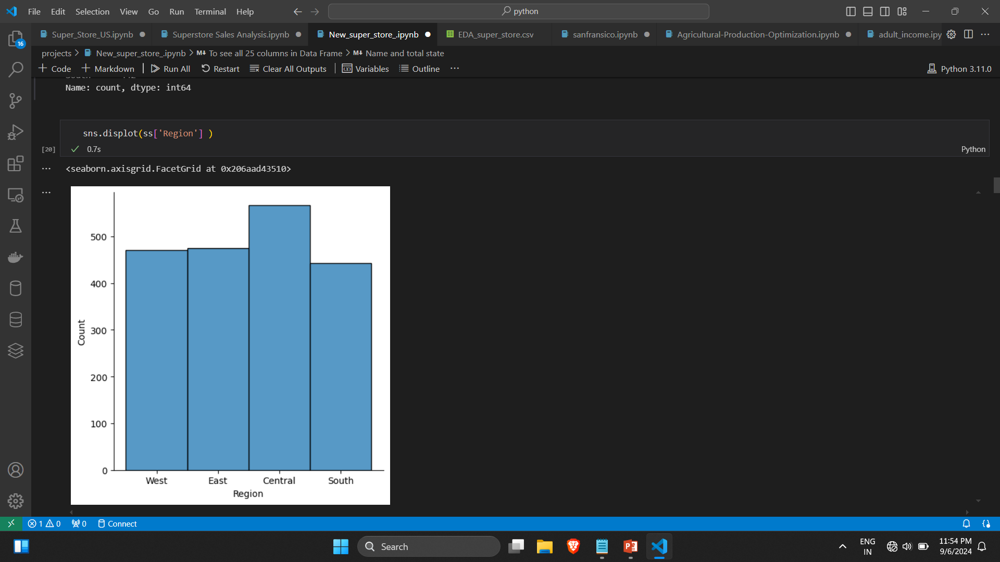 File Edit Selection View Go Run Terminal Help
python
Super_Store_US.ipynb Superstore Sales Analysis.ipynb New_super_store_.ipynb EDA_super_store.csv sanfransico.ipynb Agricultural-Production-Optimization.ipynb adult_income.ipy
projects > New_super_store_.ipynb > M↓ To see all 25 columns in Data Frame > M↓ Name and total state
+ Code + Markdown | Run All Restart Clear All Outputs | Variables Outline ...
Python 3.11.0
16
Name: count, dtype: int64
sns.displot(ss['Region'] )
[20] 0.7s
Python
<seaborn.axisgrid.FacetGrid at 0x206aad43510>
500
400
300
200
100
0
Count
West East Central South
Region
1 0 0 Connect
Search
ENG
IN
11:54 PM
9/6/2024